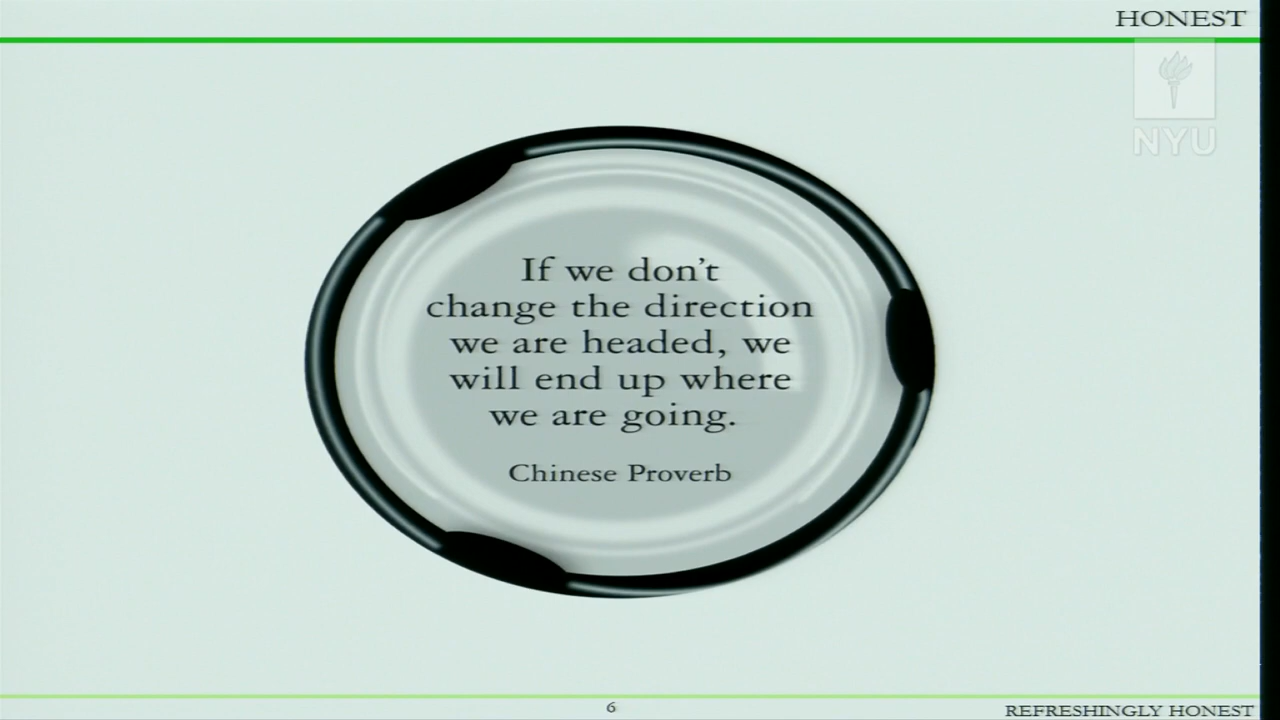 HONEST
NYU
If we don't
change the direction
we are headed, we
will end up where
we are going.
Chinese Proverb
6
REFRESHINGLY HONEST